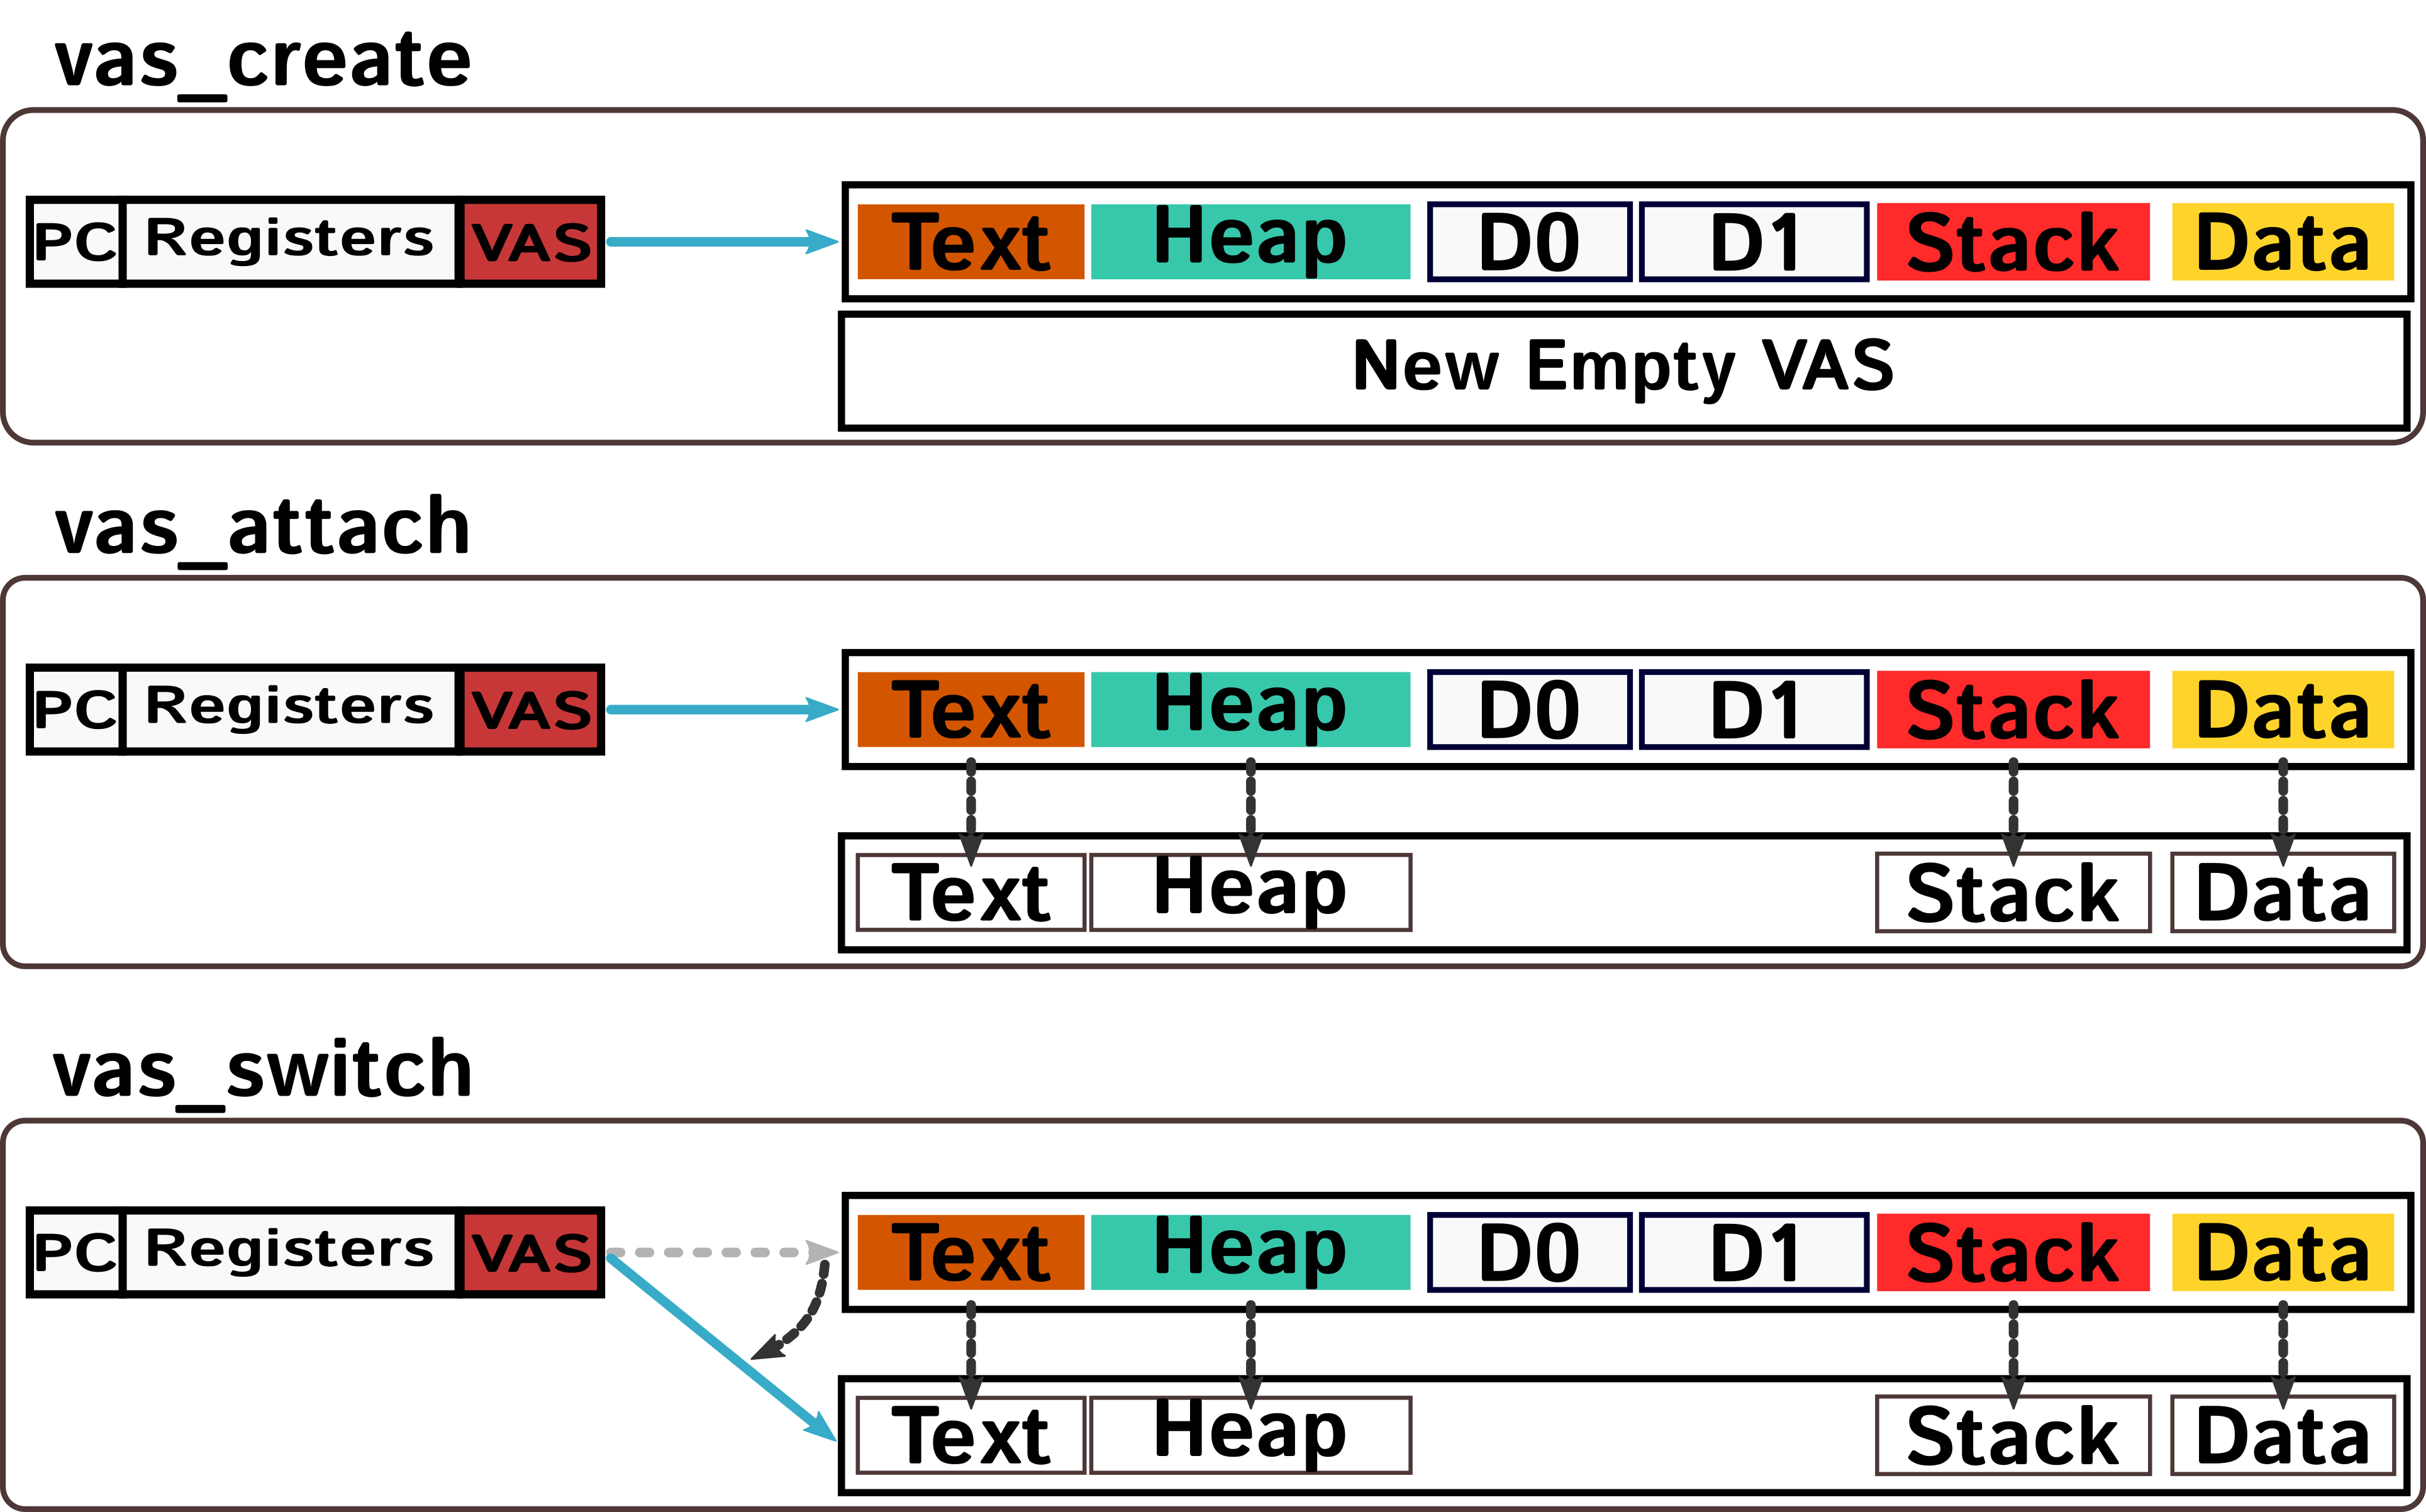 vas_create
PC Registers VAS Text Heap D0 D1 Stack Data
New Empty VAS
vas_attach
PC Registers VAS Text Heap D0 D1 Stack Data
Text Heap Stack Data
vas_switch
PC Registers VAS Text Heap D0 D1 Stack Data
Text Heap Stack Data